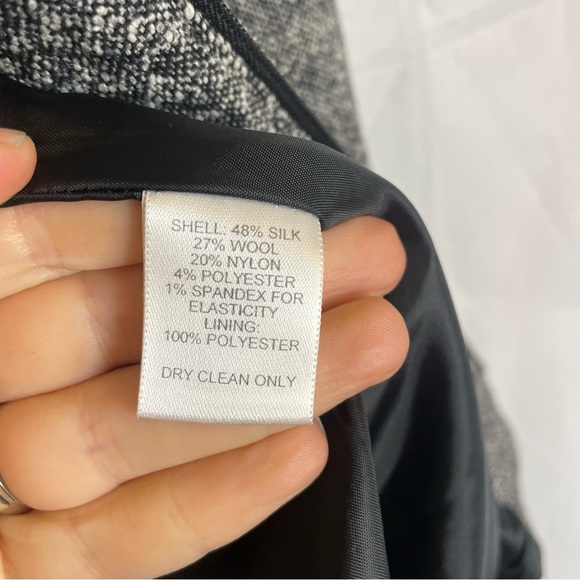 SHELL: 48% SILK
27% WOOL
20% NYLON
4% POLYESTER
1% SPANDEX FOR
ELASTICITY
LINING:
100% POLYESTER
DRY CLEAN ONLY